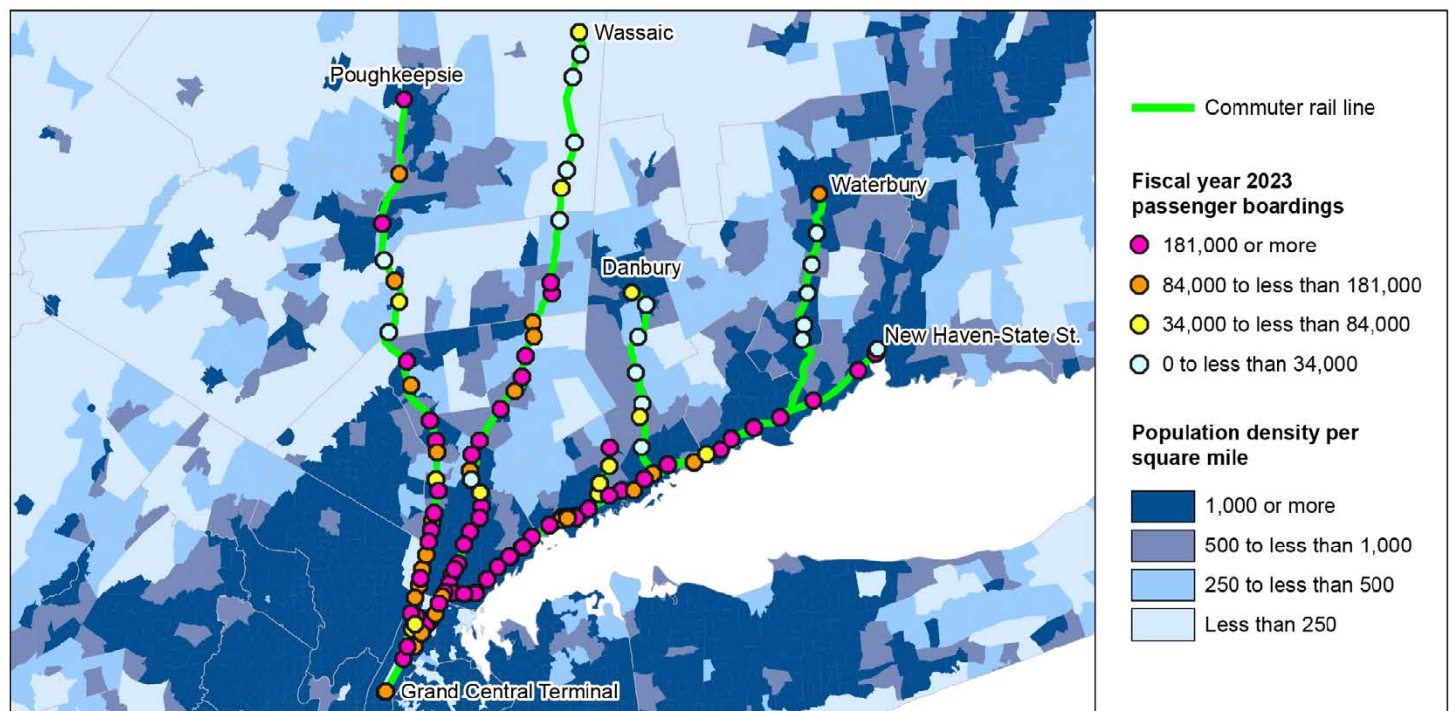 Wassaic
Poughkeepsie
Waterbury
Danbury
New Haven-State St.
Grand Central Terminal
Commuter rail line
Fiscal year 2023
passenger boardings
181,000 or more
84,000 to less than 181,000
34,000 to less than 84,000
0 to less than 34,000
Population density per
square mile
1,000 or more
500 to less than 1,000
250 to less than 500
Less than 250